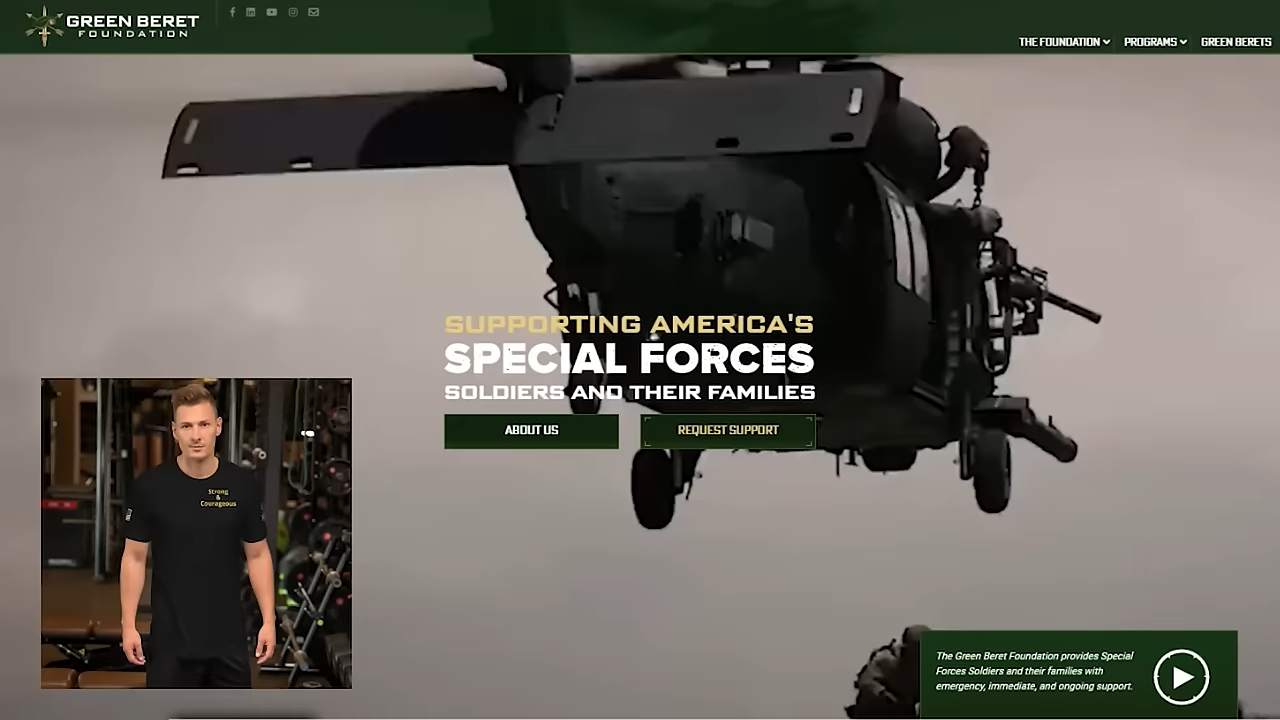 GREEN BERET
FOUNDATION
THE FOUNDATION
PROGRAMS
GREEN BERETS
SUPPORTING AMERICA'S
SPECIAL FORCES
SOLDIERS AND THEIR FAMILIES
ABOUT US
REQUEST SUPPORT
Strong
&
Courageous
The Green Beret Foundation provides Special
Forces Soldiers and their families with
emergency, immediate, and ongoing support.